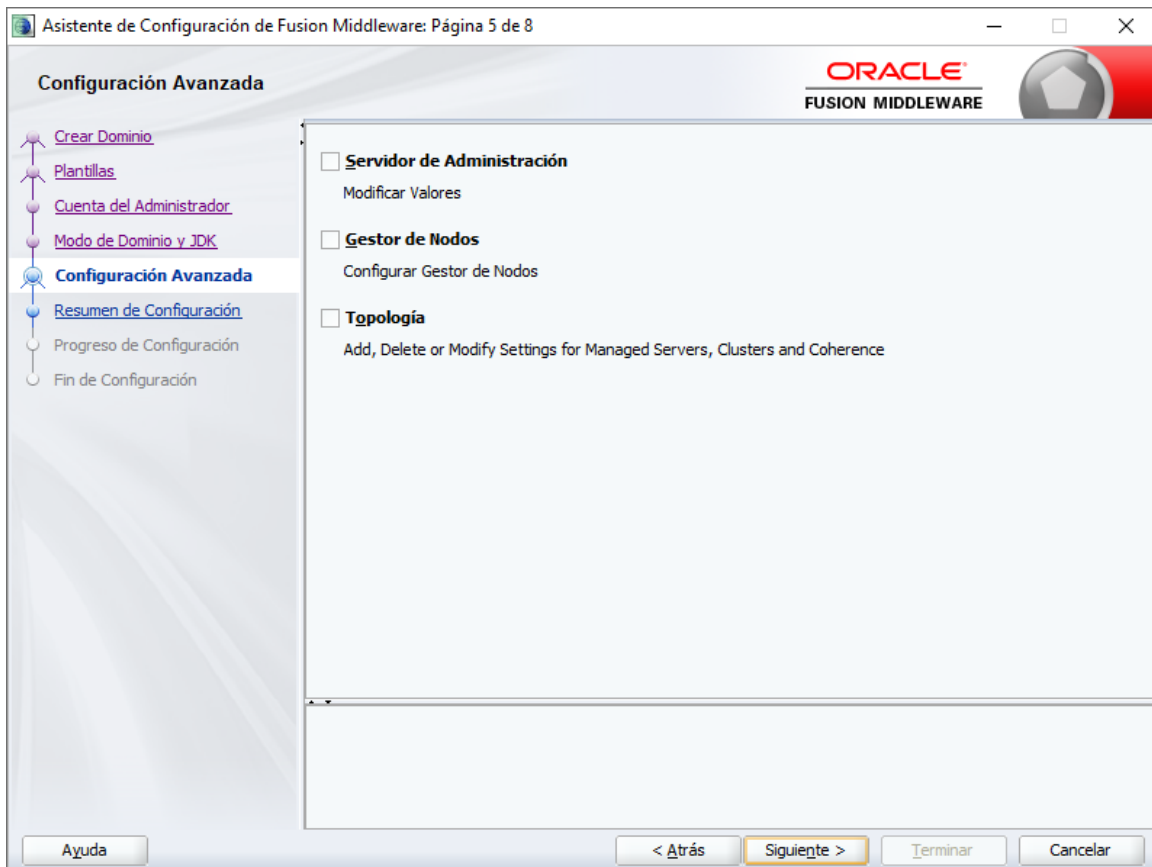 Asistente de Configuración de Fusion Middleware: Página 5 de 8
Configuración Avanzada
ORACLE
FUSION MIDDLEWARE
Crear Dominio
Plantillas
Cuenta del Administrador
Modo de Dominio y JDK
Configuración Avanzada
Resumen de Configuración
Progreso de Configuración
Fin de Configuración
Servidor de Administración
Modificar Valores
Gestor de Nodos
Configurar Gestor de Nodos
Topología
Add, Delete or Modify Settings for Managed Servers, Clusters and Coherence
Ayuda
< Atrás
Siguiente >
Terminar
Cancelar